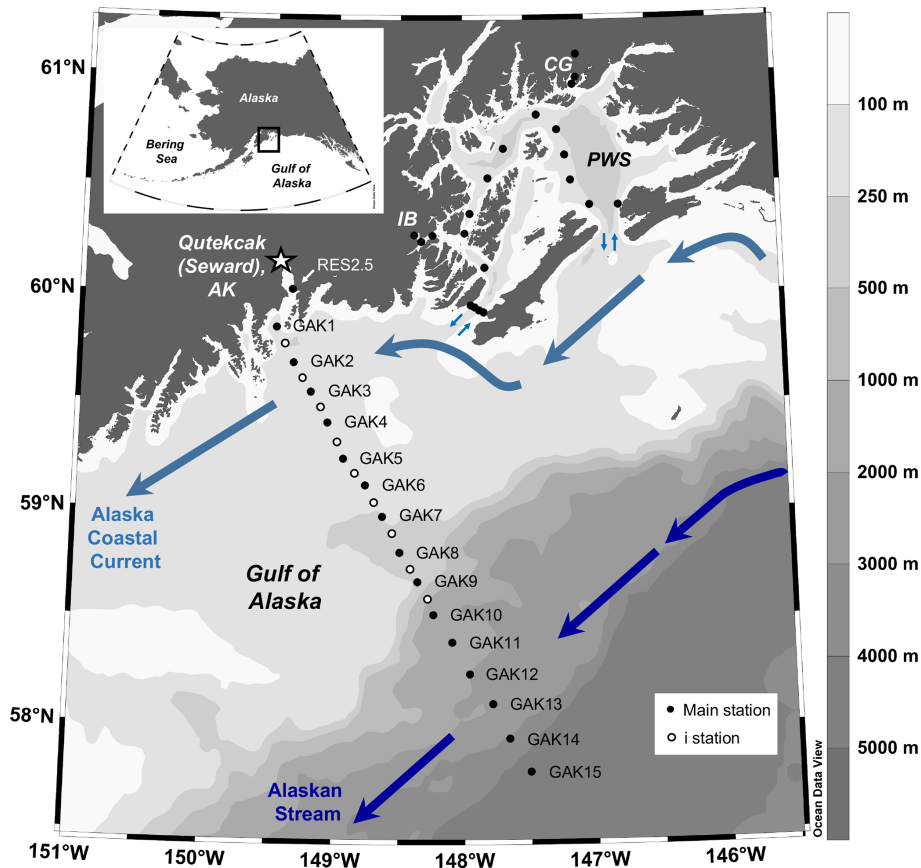 61°N
60°N
59°N
58°N
151°W
150°W
149°W
148°W
147°W
146°W
Alaska
Bering
Sea
Gulf of
Alaska
Ocean Data View
CG
PWS
IB
Qutekcak
(Seward),
AK
RES2.5
GAK1
GAK2
GAK3
GAK4
GAK5
GAK6
GAK7
GAK8
GAK9
GAK10
GAK11
GAK12
GAK13
GAK14
GAK15
Alaska
Coastal
Current
Gulf of
Alaska
Alaskan
Stream
Main station
i station
Ocean Data View
100 m
250 m
500 m
1000 m
2000 m
3000 m
4000 m
5000 m